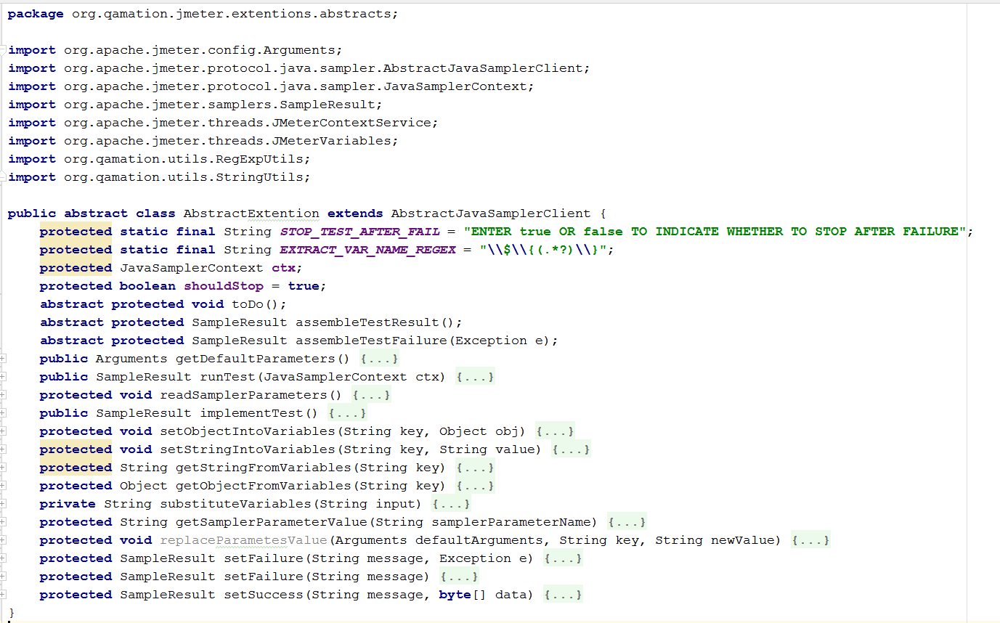 package org.qamation.jmeter.extentions.abstracts;
import org.apache.jmeter.config.Arguments;
import org.apache.jmeter.protocol.java.sampler.AbstractJavaSamplerClient;
import org.apache.jmeter.protocol.java.sampler.JavaSamplerContext;
import org.apache.jmeter.samplers.SampleResult;
import org.apache.jmeter.threads.JMeterContextService;
import org.apache.jmeter.threads.JMeterVariables;
import org.qamation.utils.RegExpUtils;
import org.qamation.utils.StringUtils;
public abstract class AbstractExtention extends AbstractJavaSamplerClient {
    protected static final String STOP_TEST_AFTER_FAIL = "ENTER true OR false TO INDICATE WHETHER TO STOP AFTER FAILURE";
    protected static final String EXTRACT_VAR_NAME_REGEX = "\\$\\{(.*?)\\}";
    protected JavaSamplerContext ctx;
    protected boolean shouldStop = true;
    abstract protected void toDo();
    abstract protected SampleResult assembleTestResult();
    abstract protected SampleResult assembleTestFailure(Exception e);
    public Arguments getDefaultParameters() {...}
    public SampleResult runTest(JavaSamplerContext ctx) {...}
    protected void readSamplerParameters() {...}
    public SampleResult implementTest() {...}
    protected void setObjectIntoVariables(String key, Object obj) {...}
    protected void setStringIntoVariables(String key, String value) {...}
    protected String getStringFromVariables(String key) {...}
    protected Object getObjectFromVariables(String key) {...}
    private String substituteVariables(String input) {...}
    protected String getSamplerParameterValue(String samplerParameterName) {...}
    protected void replaceParametesValue(Arguments defaultArguments, String key, String newValue) {...}
    protected SampleResult setFailure(String message, Exception e) {...}
    protected SampleResult setFailure(String message) {...}
    protected SampleResult setSuccess(String message, byte[] data) {...}
}